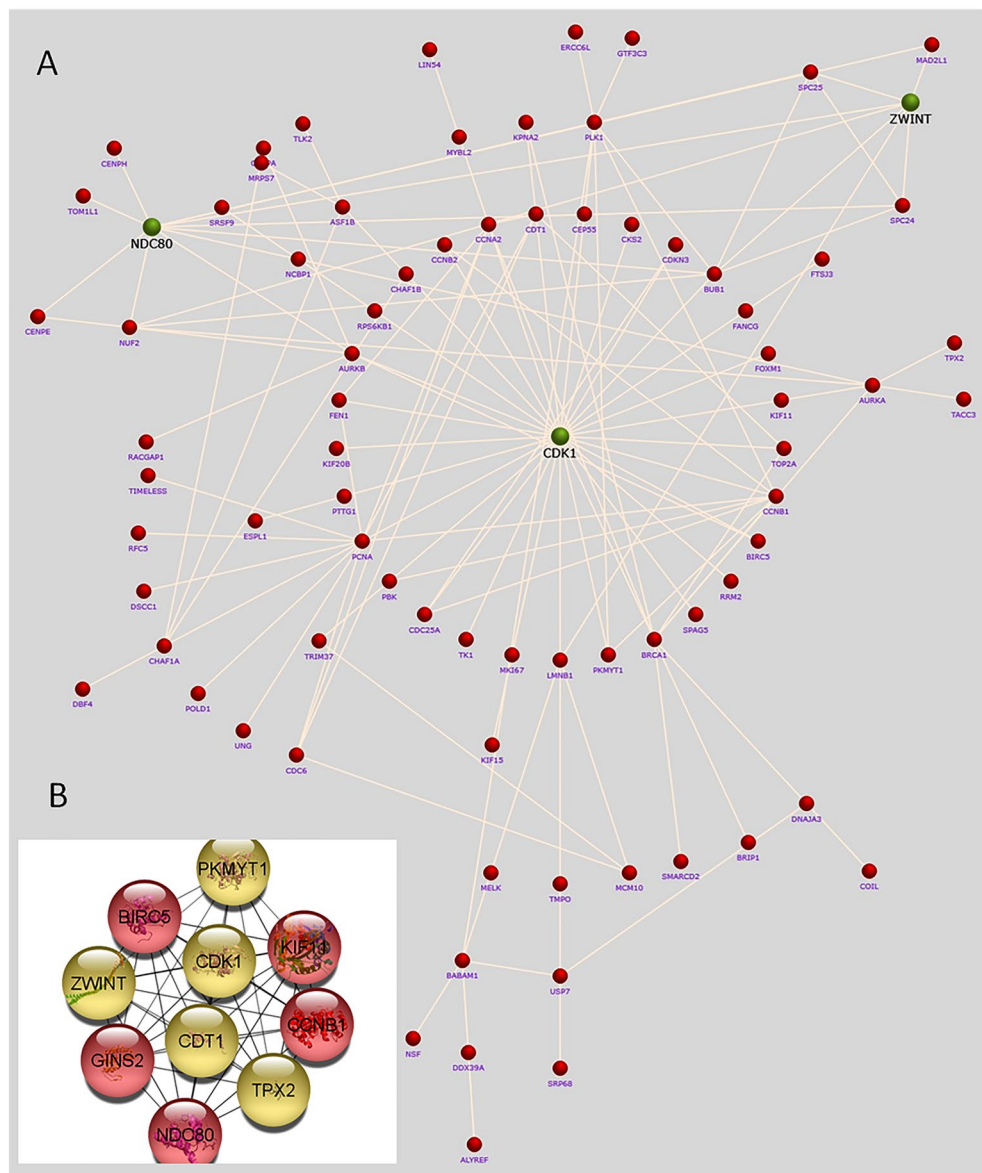 A
ERCC6L
GTF3C3
LIN54
MAD2L1
SPC25
ZWINT
TLK2
KPNA2
PLK1
CENPH
MYBL2
MRPS7
TOM1L1
SRSF9
ASF1B
SPC24
NDC80
CCNA2
CDT1
CEP55
CKS2
CCNB2
CDKN3
NCBP1
CHAF1B
BUB1
FTSJ3
CENPE
NUF2
RPS6KB1
FANCG
AURKB
FOXM1
TPX2
AURKA
FEN1
KIF11
TACC3
RACGAP1
CDK1
KIF20B
TOP2A
TIMELESS
PTTG1
CCNB1
ESPL1
RFC5
PCNA
BIRC5
DSCC1
PBK
RRM2
CDC25A
SPAG5
CHAF1A
TRIM37
TK1
MKI67
LMNB1
PKMYT1
BRCA1
DBF4
POLD1
UNG
CDC6
KIF15
DNAJA3
B
BRIP1
SMARCD2
COIL
MELK
TMPO
MCM10
BABAM1
USP7
NSF
DDX39A
SRP68
ALYREF
PKMYT1
BIRC5
KIF11
CDK1
ZWINT
CCNB1
CDT1
GINS2
TPX2
NDC80